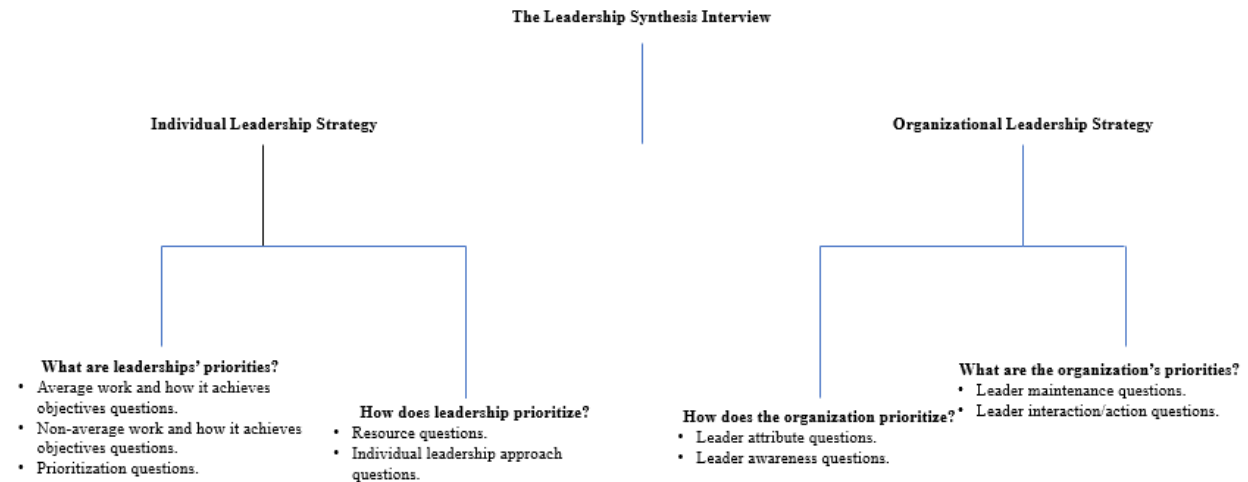 The Leadership Synthesis Interview
Individual Leadership Strategy
Organizational Leadership Strategy
What are leaderships’ priorities?
• Average work and how it achieves
objectives questions.
• Non-average work and how it achieves
objectives questions.
• Prioritization questions.
How does leadership prioritize?
• Resource questions.
• Individual leadership approach
questions.
How does the organization prioritize?
• Leader attribute questions.
• Leader awareness questions.
What are the organization’s priorities?
• Leader maintenance questions.
• Leader interaction/action questions.